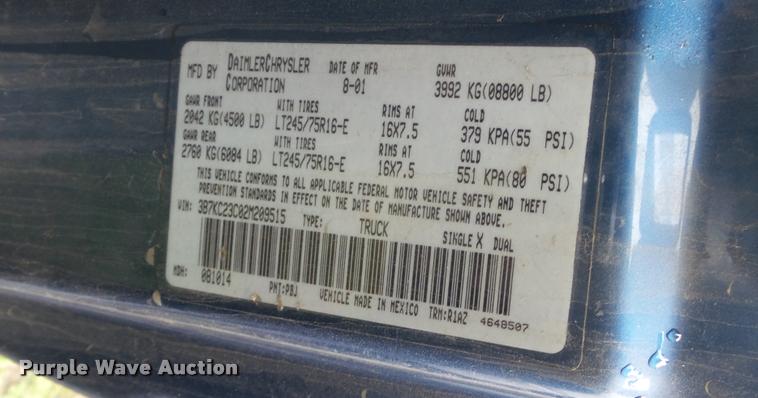 MFD BY DAIMLERCHRYSLER CORPORATION DATE OF MFR 8-01 GVWR 3992 KG(08800 LB)
GAWR FRONT WITH TIRES RIMS AT COLD
2042 KG(4500 LB) LT245/75R16-E 16X7.5 379 KPA(55 PSI)
GAWR REAR WITH TIRES RIMS AT COLD
2760 KG(6084 LB) LT245/75R16-E 16X7.5 551 KPA(80 PSI)
THIS VEHICLE CONFORMS TO ALL APPLICABLE FEDERAL MOTOR VEHICLE SAFETY AND THEFT
PREVENTION STANDARDS IN EFFECT ON THE DATE OF MANUFACTURE SHOWN ABOVE.
VIN: 3B7KC23C02M209515 TYPE: TRUCK SINGLE X DUAL
MDH: 081014 PNT:PBJ VEHICLE MADE IN MEXICO TRM:R1AZ 4648507
Purple Wave Auction®